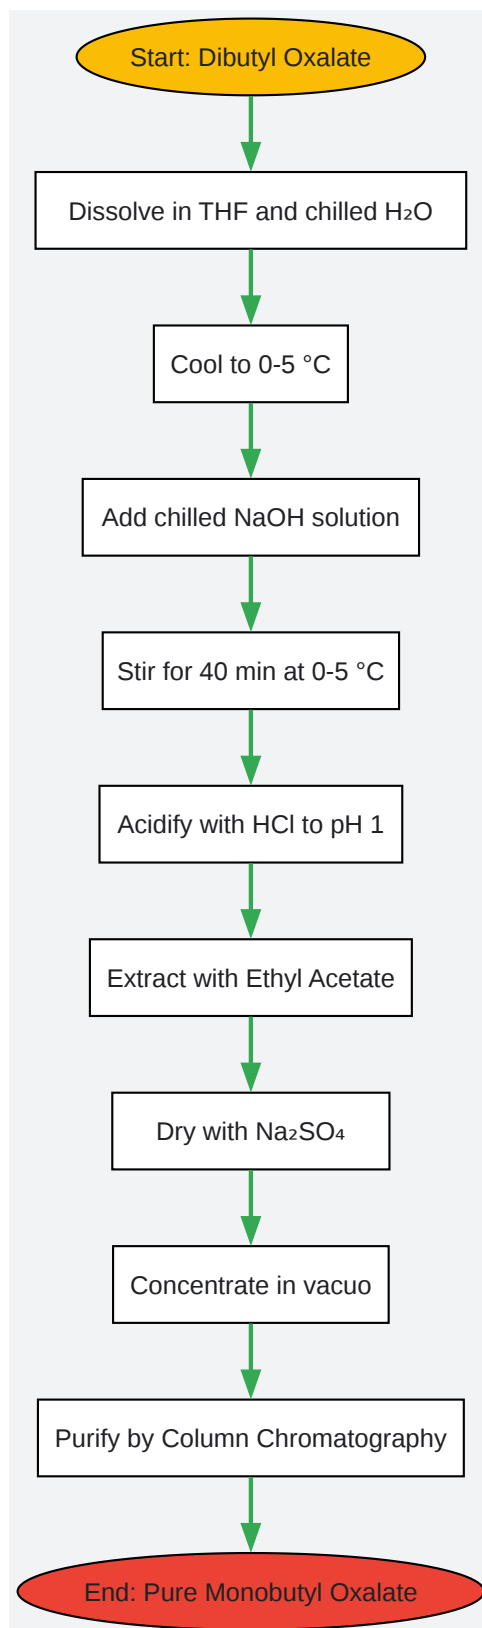 Start: Dibutyl Oxalate
Dissolve in THF and chilled H₂O
Cool to 0-5 °C
Add chilled NaOH solution
Stir for 40 min at 0-5 °C
Acidify with HCl to pH 1
Extract with Ethyl Acetate
Dry with Na₂SO₄
Concentrate in vacuo
Purify by Column Chromatography
End: Pure Monobutyl Oxalate